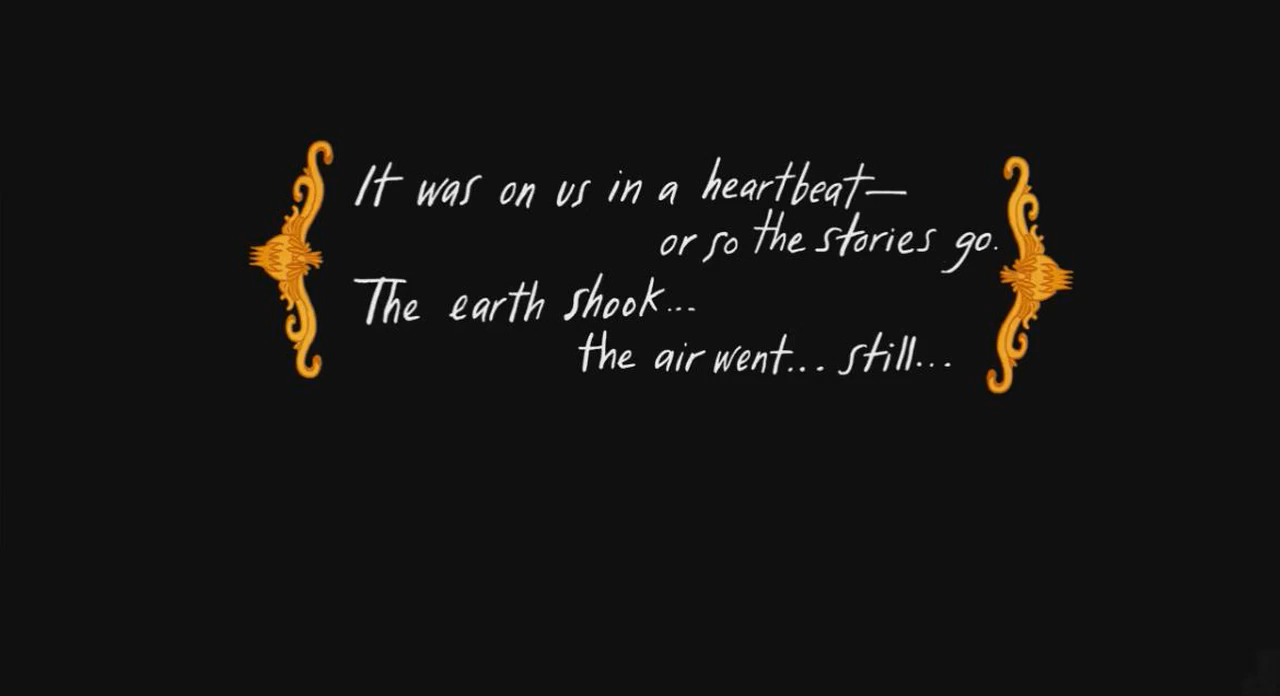 It was on us in a heartbeat—
or so the stories go.
The earth shook...
the air went... still...